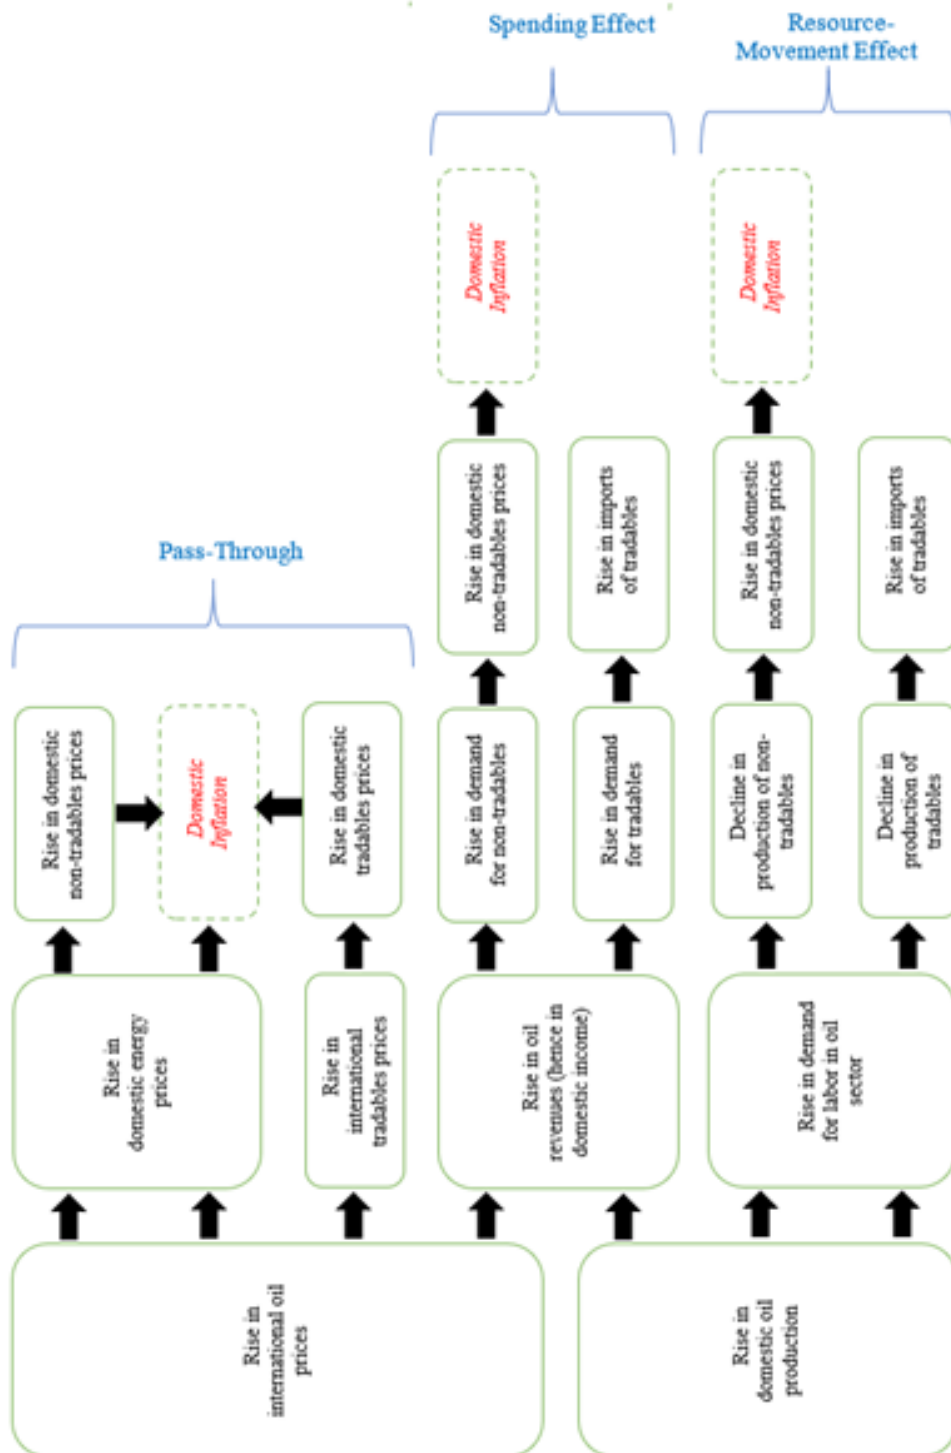 Spending Effect
Resource-
Movement Effect
Pass-Through
Domestic
Inflation
Domestic
Inflation
Rise in domestic
non-tradables prices
Rise in imports
of tradables
Rise in domestic
non-tradables prices
Rise in imports
of tradables
Rise in domestic
non-tradables prices
Domestic
Inflation
Rise in domestic
tradables prices
Rise in demand
for non-tradables
Rise in demand
for tradables
Decline in
production of non-
tradables
Decline in
production of
tradables
Rise in
domestic energy
prices
Rise in
international
tradables prices
Rise in oil
revenues (hence in
domestic income)
Rise in demand
for labor in oil
sector
Rise in
international oil
prices
Rise in
domestic oil
production